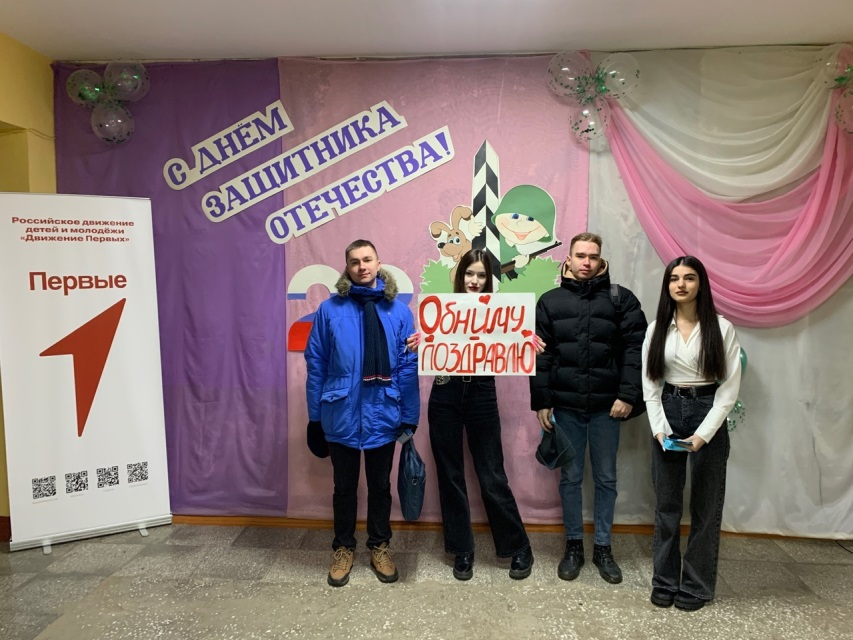 С ДНЁМ
ЗАЩИТНИКА
ОТЕЧЕСТВА!
Российское движение
детей и молодёжи
«Движение Первых»
Первые
Обниму
поздравлю